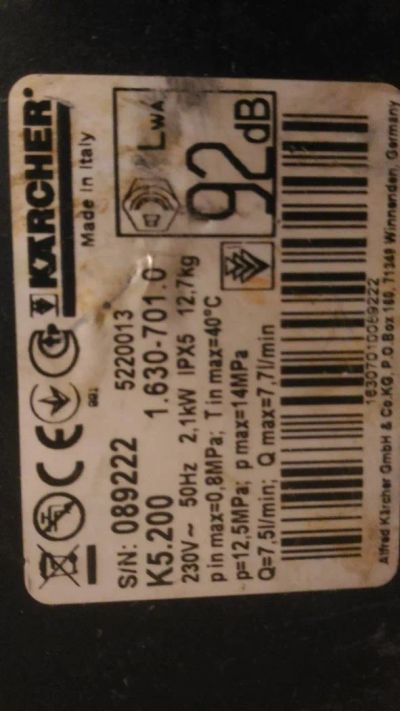 KÄRCHER
Made in Italy
LWA
92dB
S/N: 089222 5220013
K5.200 1.630-701.0
230V~ 50Hz 2,1kW IPX5 12,7kg
p in max=0,8MPa; T in max=40°C
p=12,5MPa; p max=14MPa
Q=7,5l/min; Q max=7,7l/min
16307010089222
Alfred Kärcher GmbH & Co.KG, P.O.Box 160, 71349 Winnenden, Germany